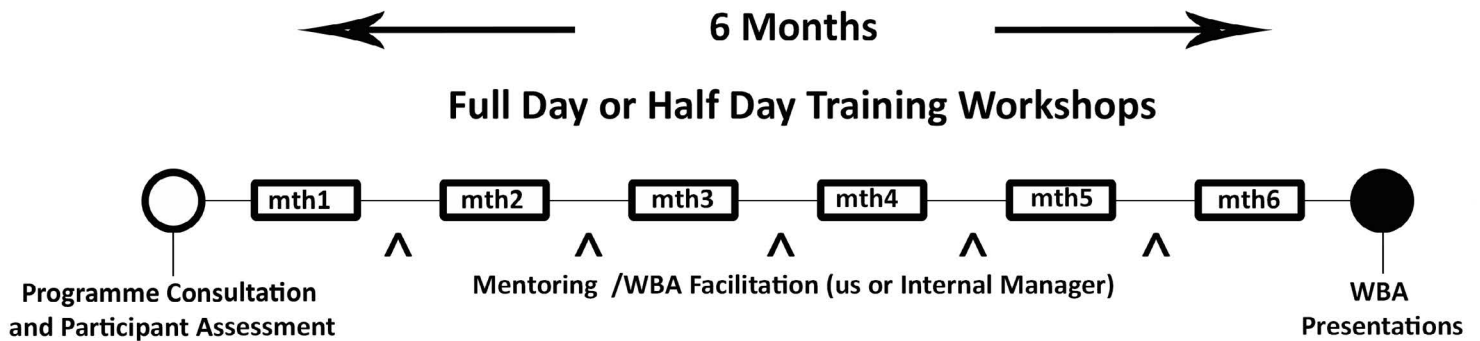 6 Months
Full Day or Half Day Training Workshops
mth1 mth2 mth3 mth4 mth5 mth6
^ ^ ^ ^ ^
Mentoring /WBA Facilitation (us or Internal Manager)
Programme Consultation
and Participant Assessment
WBA
Presentations